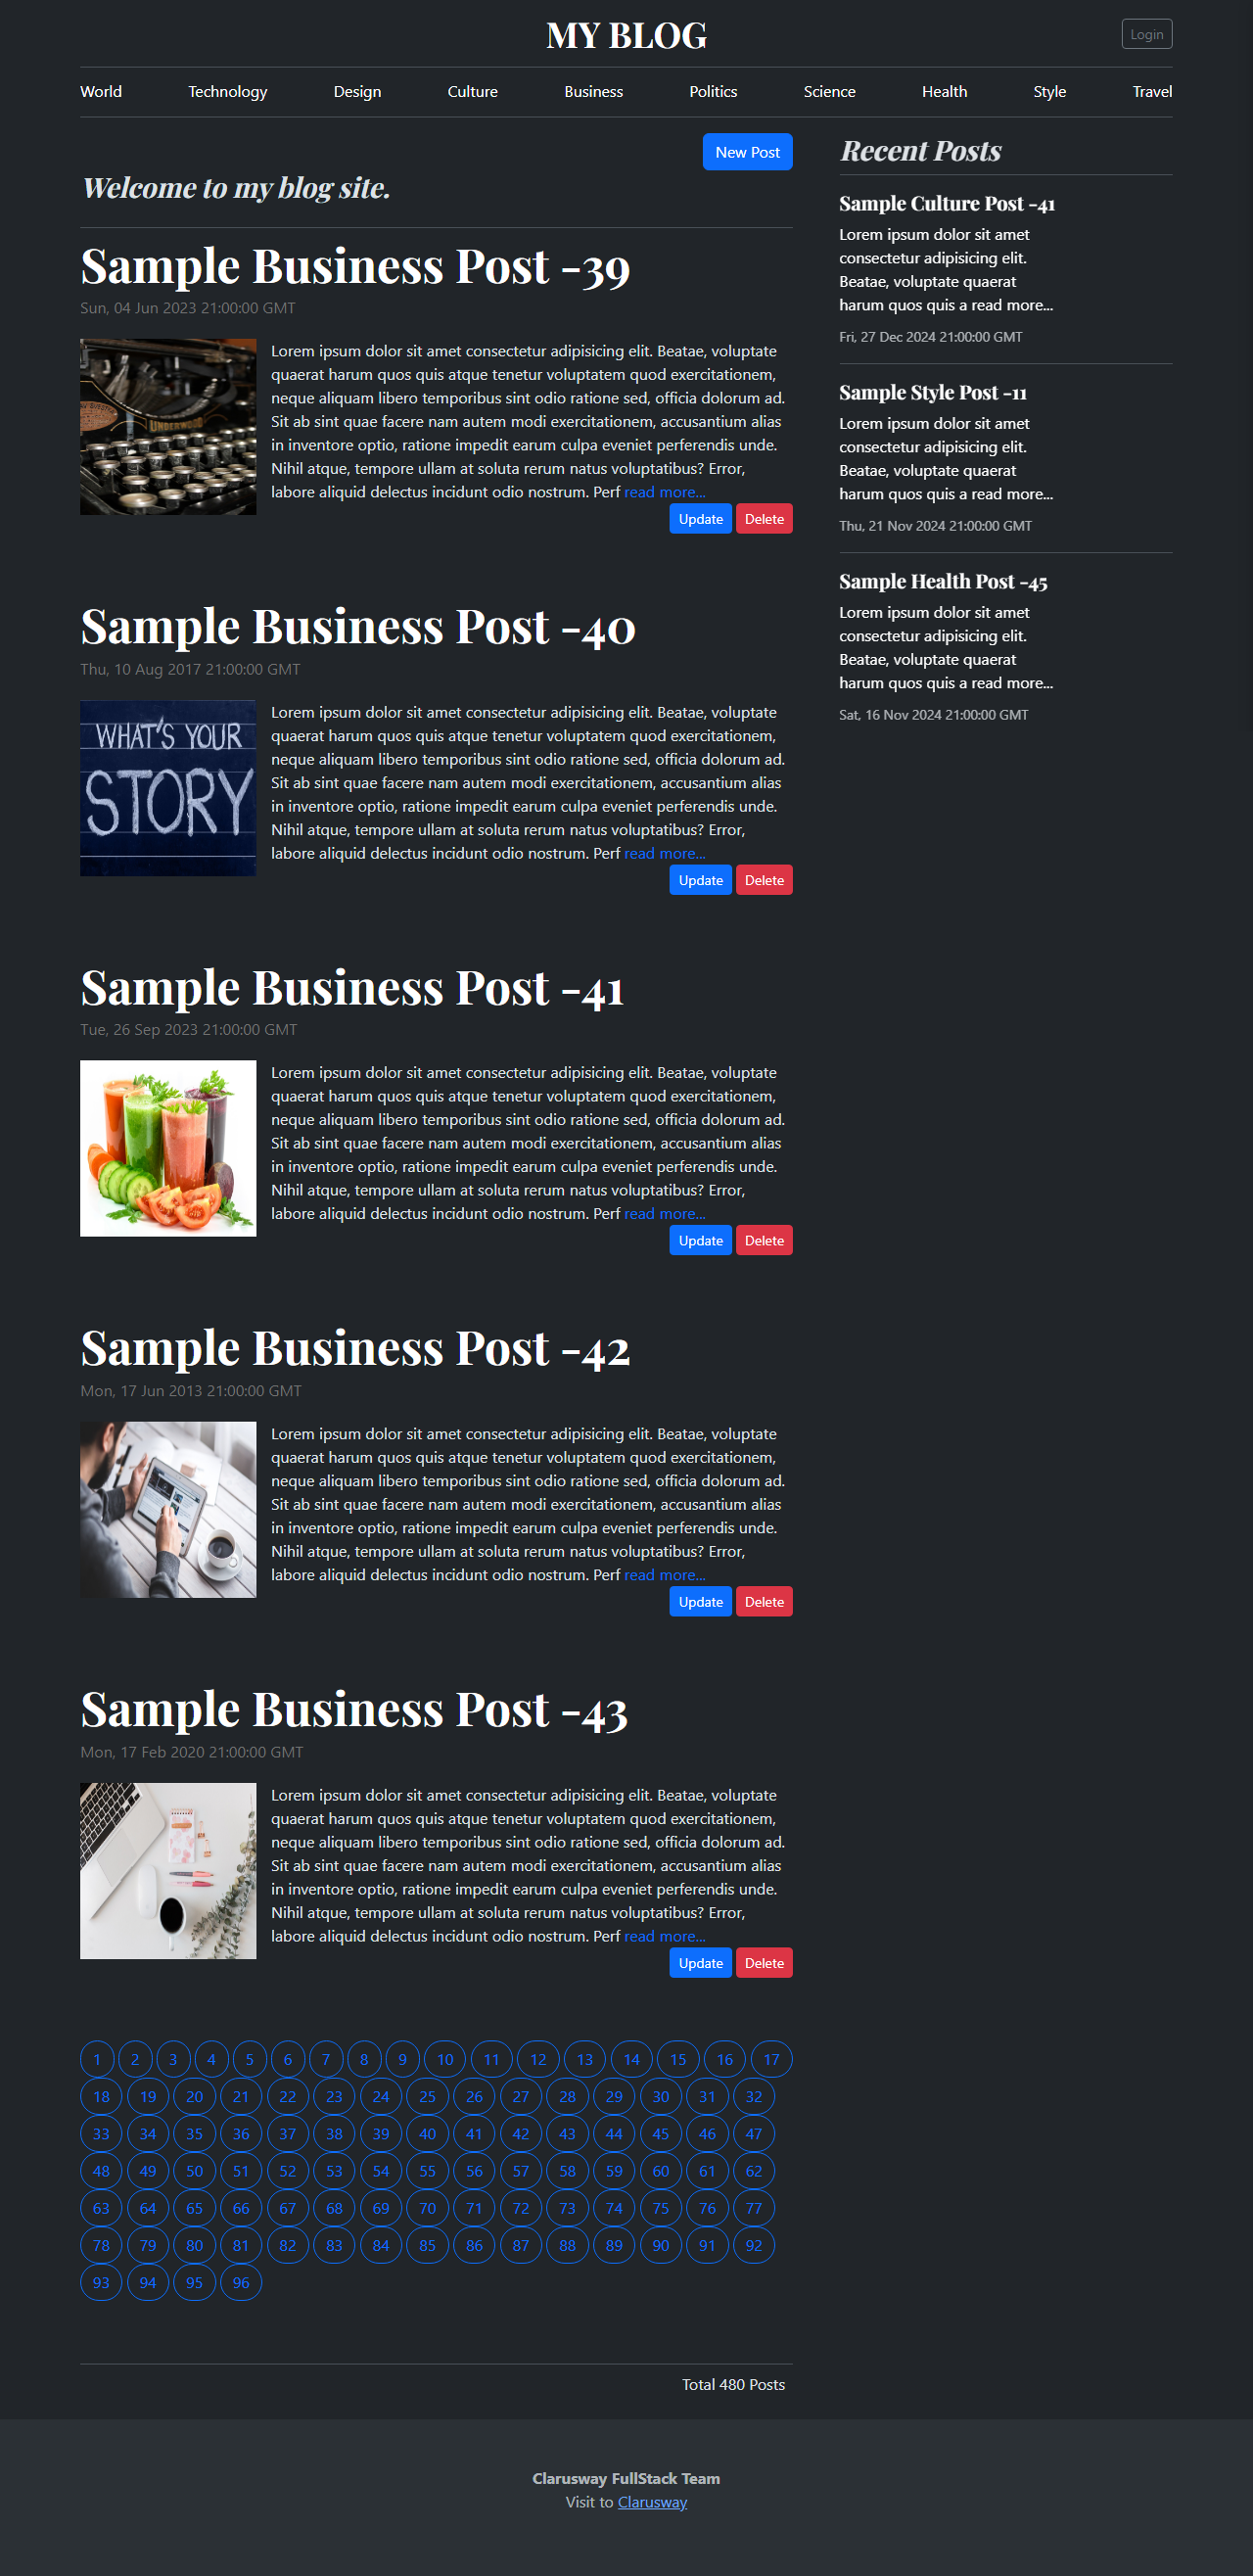 MY BLOG
Login
World Technology Design Culture Business Politics Science Health Style Travel
New Post
Welcome to my blog site.
Sample Business Post -39
Sun, 04 Jun 2023 21:00:00 GMT
UNDERWOOD
Lorem ipsum dolor sit amet consectetur adipisicing elit. Beatae, voluptate
quaerat harum quos quis atque tenetur voluptatem quod exercitationem,
neque aliquam libero temporibus sint odio ratione sed, officia dolorum ad.
Sit ab sint quae facere nam autem modi exercitationem, accusantium alias
in inventore optio, ratione impedit earum culpa eveniet perferendis unde.
Nihil atque, tempore ullam at soluta rerum natus voluptatibus? Error,
labore aliquid delectus incidunt odio nostrum. Perf read more...
Update Delete
Sample Business Post -40
Thu, 10 Aug 2017 21:00:00 GMT
WHAT'S YOUR
STORY
Lorem ipsum dolor sit amet consectetur adipisicing elit. Beatae, voluptate
quaerat harum quos quis atque tenetur voluptatem quod exercitationem,
neque aliquam libero temporibus sint odio ratione sed, officia dolorum ad.
Sit ab sint quae facere nam autem modi exercitationem, accusantium alias
in inventore optio, ratione impedit earum culpa eveniet perferendis unde.
Nihil atque, tempore ullam at soluta rerum natus voluptatibus? Error,
labore aliquid delectus incidunt odio nostrum. Perf read more...
Update Delete
Sample Business Post -41
Tue, 26 Sep 2023 21:00:00 GMT
Lorem ipsum dolor sit amet consectetur adipisicing elit. Beatae, voluptate
quaerat harum quos quis atque tenetur voluptatem quod exercitationem,
neque aliquam libero temporibus sint odio ratione sed, officia dolorum ad.
Sit ab sint quae facere nam autem modi exercitationem, accusantium alias
in inventore optio, ratione impedit earum culpa eveniet perferendis unde.
Nihil atque, tempore ullam at soluta rerum natus voluptatibus? Error,
labore aliquid delectus incidunt odio nostrum. Perf read more...
Update Delete
Sample Business Post -42
Mon, 17 Jun 2013 21:00:00 GMT
Lorem ipsum dolor sit amet consectetur adipisicing elit. Beatae, voluptate
quaerat harum quos quis atque tenetur voluptatem quod exercitationem,
neque aliquam libero temporibus sint odio ratione sed, officia dolorum ad.
Sit ab sint quae facere nam autem modi exercitationem, accusantium alias
in inventore optio, ratione impedit earum culpa eveniet perferendis unde.
Nihil atque, tempore ullam at soluta rerum natus voluptatibus? Error,
labore aliquid delectus incidunt odio nostrum. Perf read more...
Update Delete
Sample Business Post -43
Mon, 17 Feb 2020 21:00:00 GMT
Lorem ipsum dolor sit amet consectetur adipisicing elit. Beatae, voluptate
quaerat harum quos quis atque tenetur voluptatem quod exercitationem,
neque aliquam libero temporibus sint odio ratione sed, officia dolorum ad.
Sit ab sint quae facere nam autem modi exercitationem, accusantium alias
in inventore optio, ratione impedit earum culpa eveniet perferendis unde.
Nihil atque, tempore ullam at soluta rerum natus voluptatibus? Error,
labore aliquid delectus incidunt odio nostrum. Perf read more...
Update Delete
1 2 3 4 5 6 7 8 9 10 11 12 13 14 15 16 17
18 19 20 21 22 23 24 25 26 27 28 29 30 31 32
33 34 35 36 37 38 39 40 41 42 43 44 45 46 47
48 49 50 51 52 53 54 55 56 57 58 59 60 61 62
63 64 65 66 67 68 69 70 71 72 73 74 75 76 77
78 79 80 81 82 83 84 85 86 87 88 89 90 91 92
93 94 95 96
Total 480 Posts
Recent Posts
Sample Culture Post -41
Lorem ipsum dolor sit amet
consectetur adipisicing elit.
Beatae, voluptate quaerat
harum quos quis a read more...
Fri, 27 Dec 2024 21:00:00 GMT
Sample Style Post -11
Lorem ipsum dolor sit amet
consectetur adipisicing elit.
Beatae, voluptate quaerat
harum quos quis a read more...
Thu, 21 Nov 2024 21:00:00 GMT
Sample Health Post -45
Lorem ipsum dolor sit amet
consectetur adipisicing elit.
Beatae, voluptate quaerat
harum quos quis a read more...
Sat, 16 Nov 2024 21:00:00 GMT
Clarusway FullStack Team
Visit to Clarusway